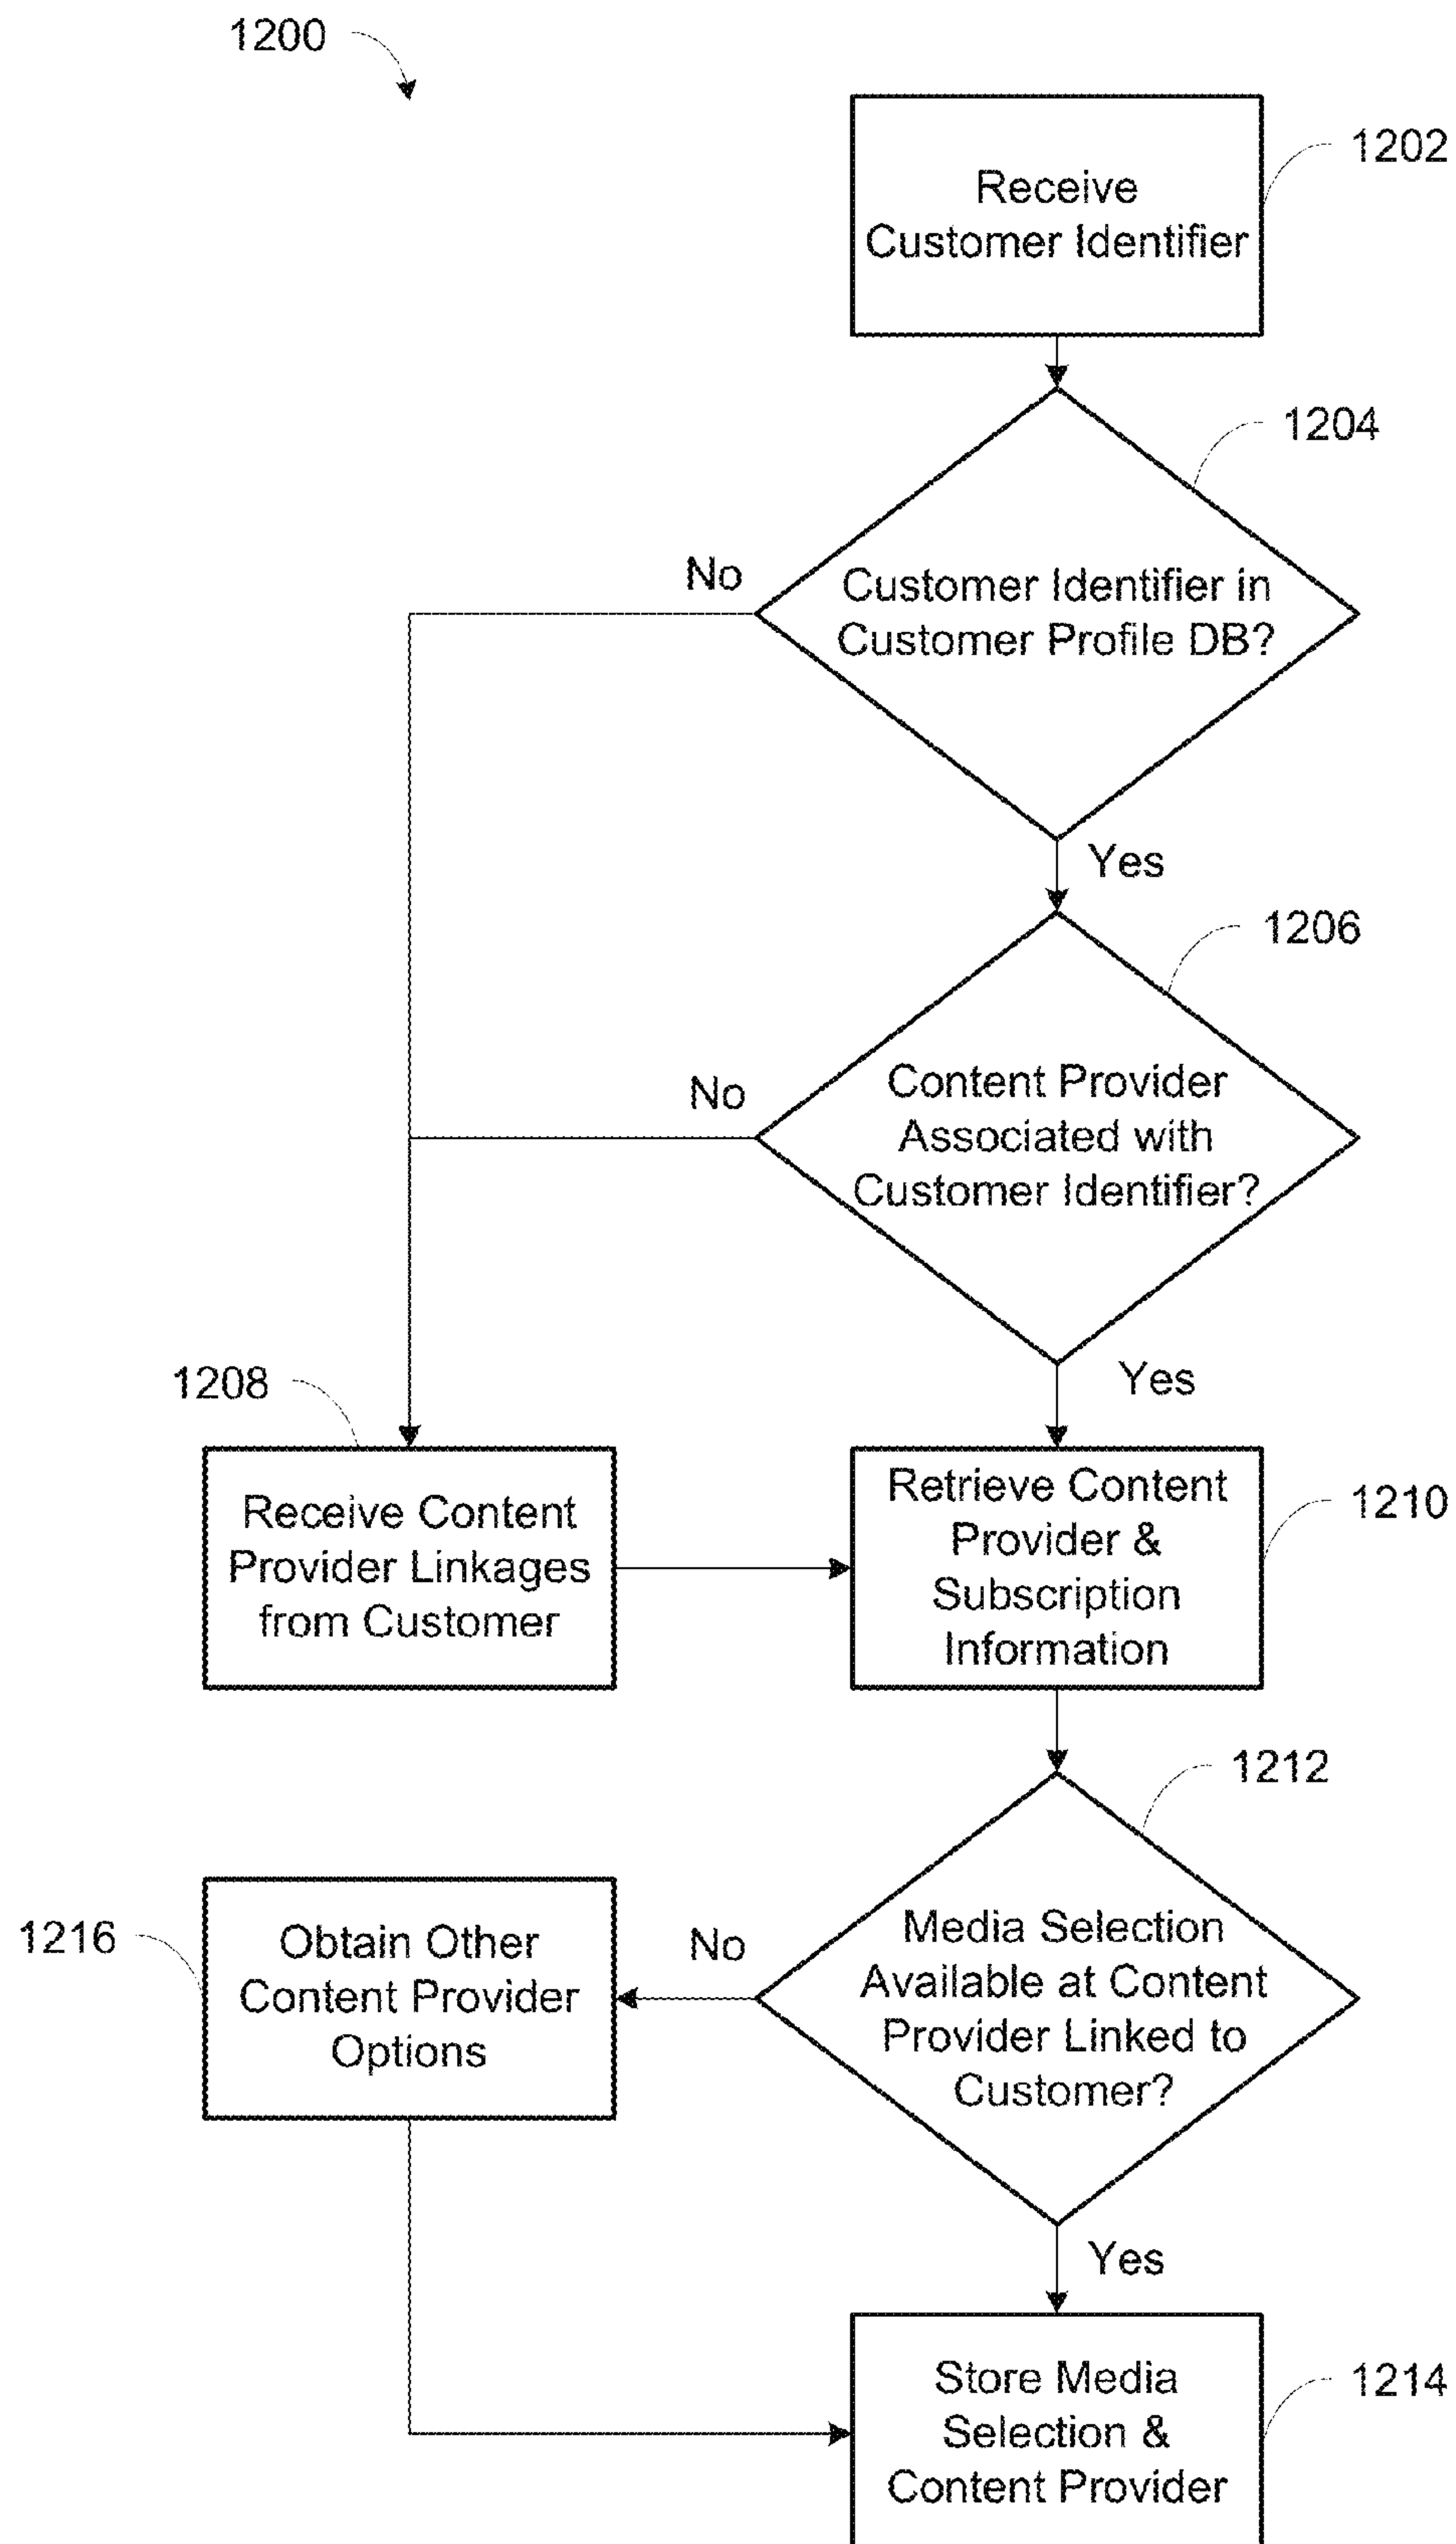 1200
1202
Receive
Customer Identifier
1204
No
Customer Identifier in
Customer Profile DB?
Yes
1206
No
Content Provider
Associated with
Customer Identifier?
Yes
1208
Receive Content
Provider Linkages
from Customer
Retrieve Content
Provider &
Subscription
Information
1210
1212
1216
Obtain Other
Content Provider
Options
No
Media Selection
Available at Content
Provider Linked to
Customer?
Yes
Store Media
Selection &
Content Provider
1214